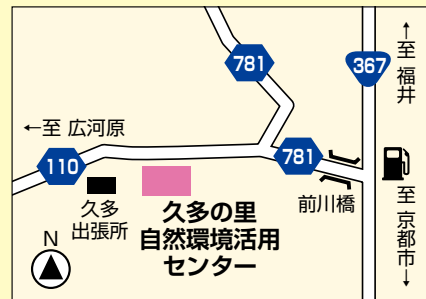 781
367
↑至 福井
←至 広河原
110
781
久多
出張所
久多の里
自然環境活用
センター
前川橋
至 京都市↓
N